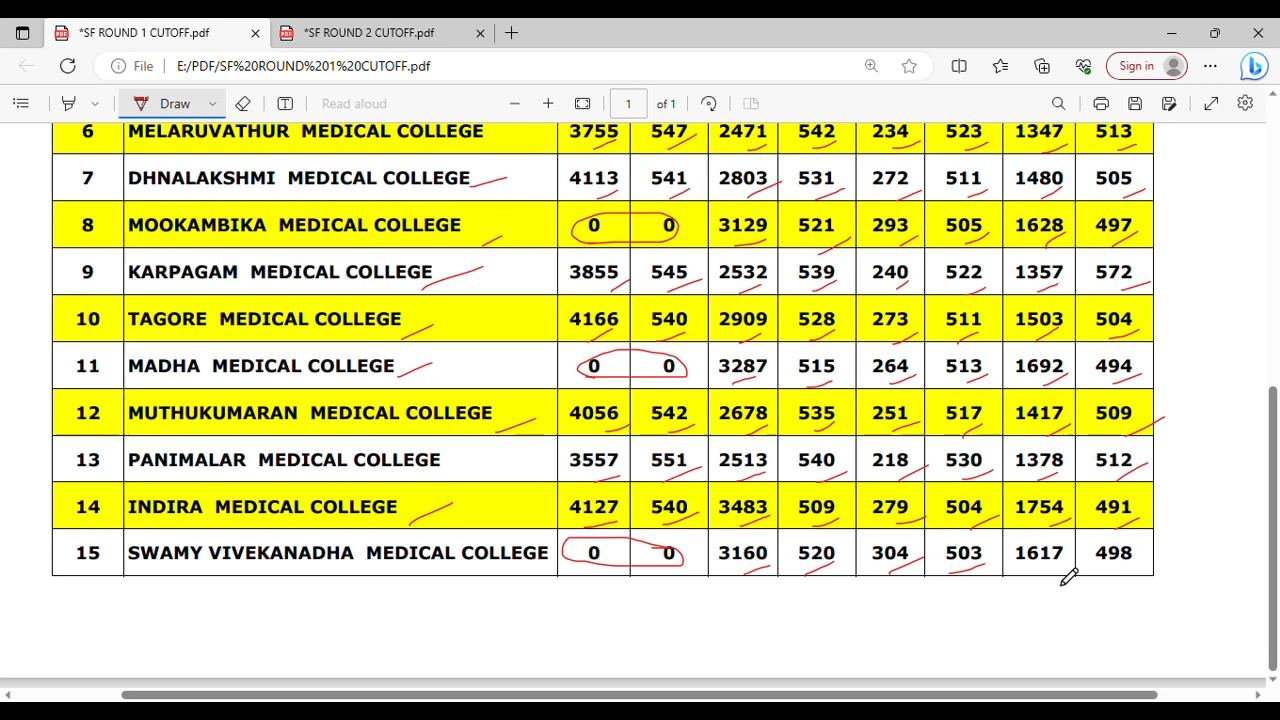 *SF ROUND 1 CUTOFF.pdf
*SF ROUND 2 CUTOFF.pdf
File E:/PDF/SF%20ROUND%201%20CUTOFF.pdf Sign in
Draw Read aloud 1 of 1
6 MELARUVATHUR MEDICAL COLLEGE 3755 547 2471 542 234 523 1347 513
7 DHNALAKSHMI MEDICAL COLLEGE 4113 541 2803 531 272 511 1480 505
8 MOOKAMBIKA MEDICAL COLLEGE 0 0 3129 521 293 505 1628 497
9 KARPAGAM MEDICAL COLLEGE 3855 545 2532 539 240 522 1357 572
10 TAGORE MEDICAL COLLEGE 4166 540 2909 528 273 511 1503 504
11 MADHA MEDICAL COLLEGE 0 0 3287 515 264 513 1692 494
12 MUTHUKUMARAN MEDICAL COLLEGE 4056 542 2678 535 251 517 1417 509
13 PANIMALAR MEDICAL COLLEGE 3557 551 2513 540 218 530 1378 512
14 INDIRA MEDICAL COLLEGE 4127 540 3483 509 279 504 1754 491
15 SWAMY VIVEKANADHA MEDICAL COLLEGE 0 0 3160 520 304 503 1617 498